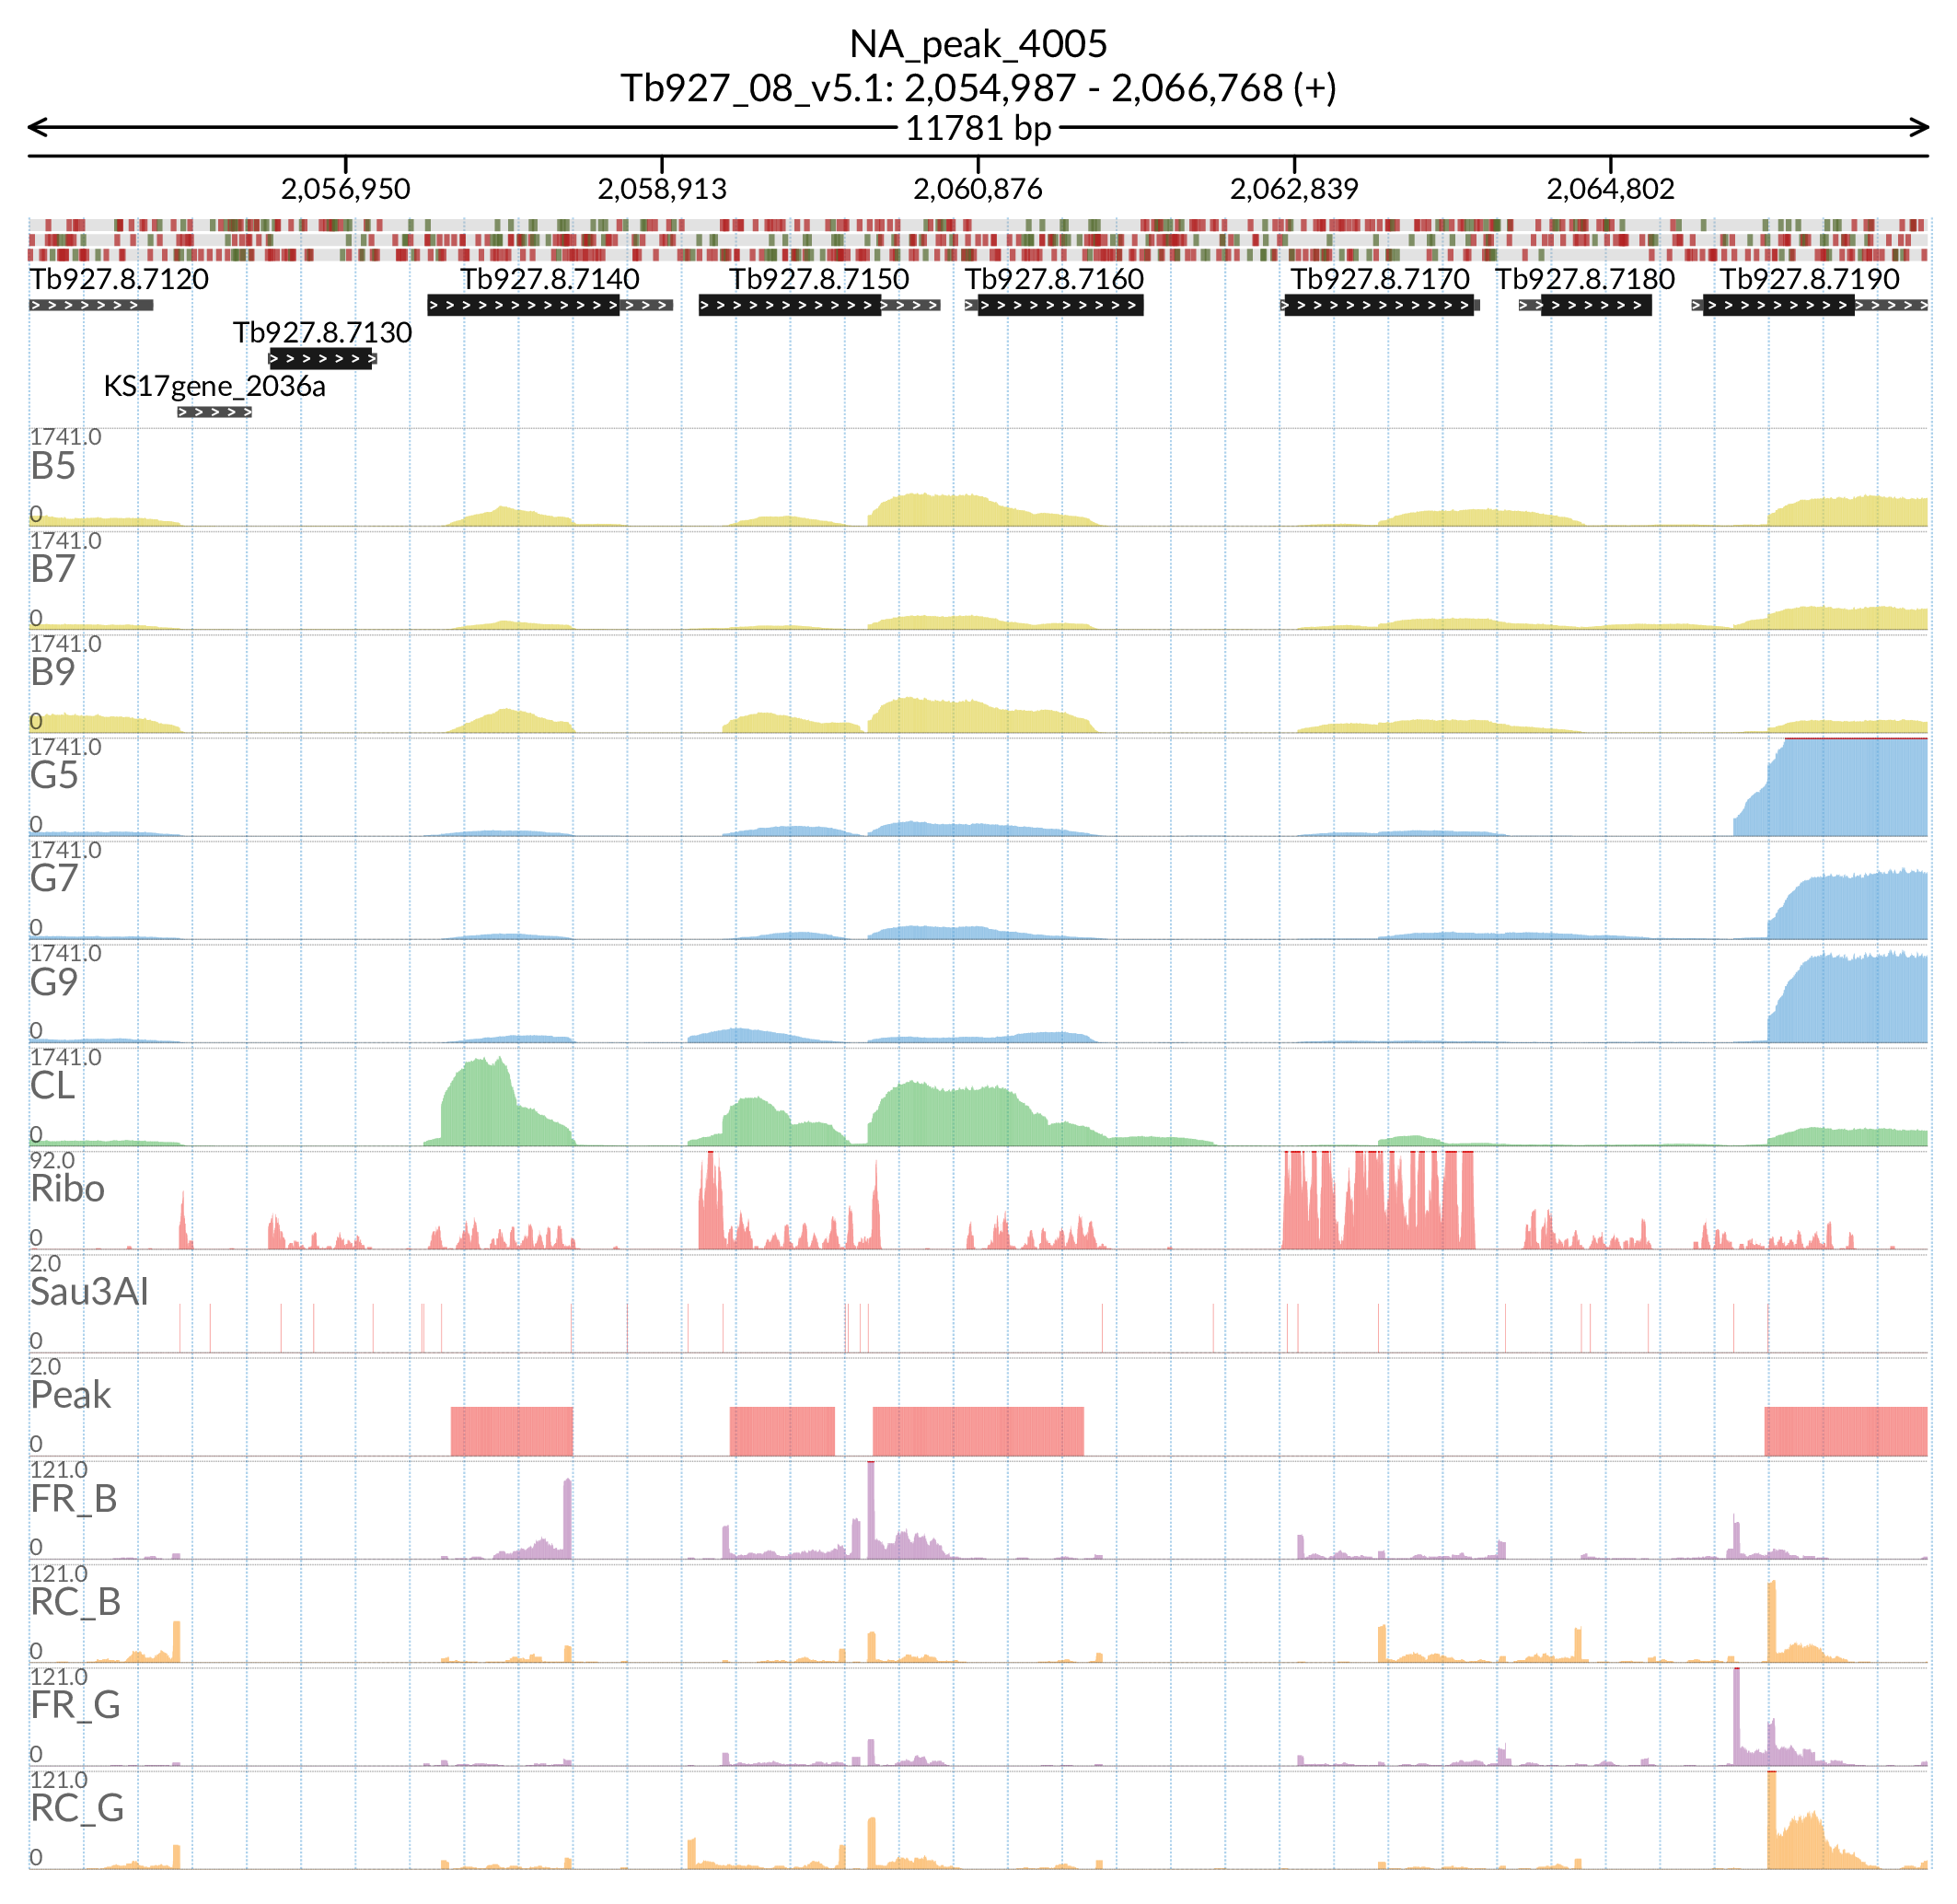 NA_peak_4005
Tb927_08_v5.1: 2,054,987 - 2,066,768 (+)
11781 bp
2,056,950 2,058,913 2,060,876 2,062,839 2,064,802
Tb927.8.7120 Tb927.8.7140 Tb927.8.7150 Tb927.8.7160 Tb927.8.7170 Tb927.8.7180 Tb927.8.7190
Tb927.8.7130
KS17gene_2036a
1741.0
B5
0
1741.0
B7
0
1741.0
B9
0
1741.0
G5
0
1741.0
G7
0
1741.0
G9
0
1741.0
CL
0
92.0
Ribo
0
2.0
Sau3AI
0
2.0
Peak
0
121.0
FR_B
0
121.0
RC_B
0
121.0
FR_G
0
121.0
RC_G
0